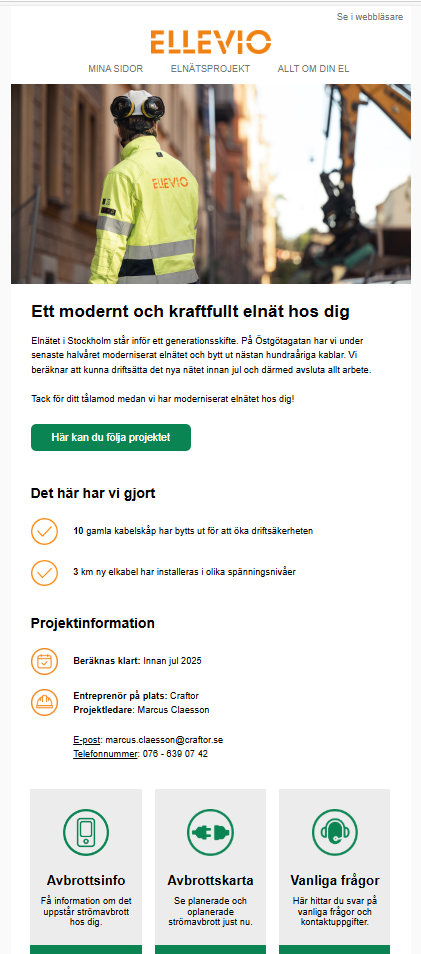 Se i webbläsare
ELLEVIO
MINA SIDOR ELNÄTSPROJEKT ALLT OM DIN EL
ELLEVIO
Ett modernt och kraftfullt elnät hos dig
Elnätet i Stockholm står inför ett generationsskifte. På Östgötagatan har vi under
senaste halvåret moderniserat elnätet och bytt ut nästan hundraåriga kablar. Vi
beräknar att kunna driftsätta det nya nätet innan jul och därmed avsluta allt arbete.
Tack för ditt tålamod medan vi har moderniserat elnätet hos dig!
Här kan du följa projektet
Det här har vi gjort
10 gamla kabelskåp har bytts ut för att öka driftsäkerheten
3 km ny elkabel har installeras i olika spänningsnivåer
Projektinformation
Beräknas klart: Innan jul 2025
Entreprenör på plats: Craftor
Projektledare: Marcus Claesson
E-post: marcus.claesson@craftor.se
Telefonnummer: 076 - 639 07 42
Avbrottsinfo
Få information om det
uppstår strömavbrott
hos dig.
Avbrottskarta
Se planerade och
oplanerade
strömavbrott just nu.
Vanliga frågor
Här hittar du svar på
vanliga frågor och
kontaktuppgifter.